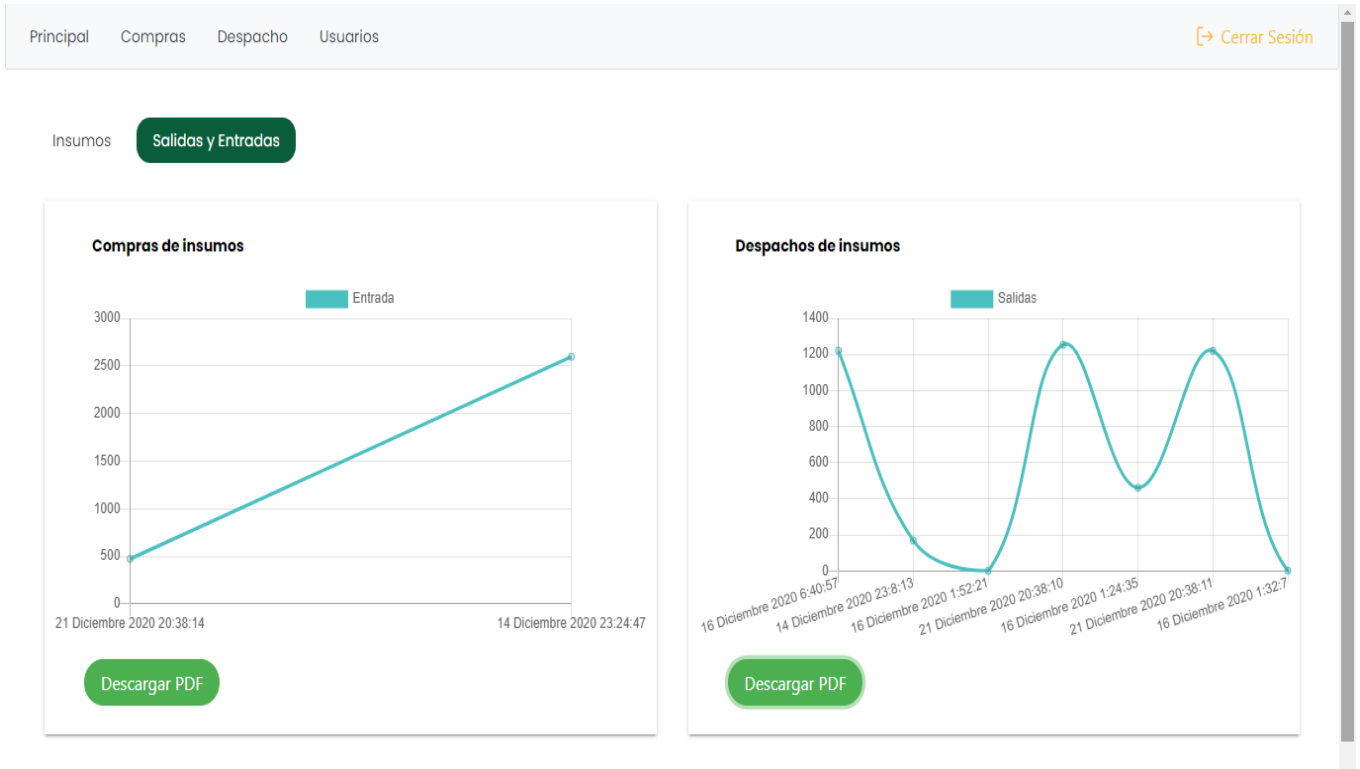 Principal Compras Despacho Usuarios Cerrar Sesión
Insumos Salidas y Entradas
Compras de insumos
Entrada
3000
2500
2000
1500
1000
500
0
21 Diciembre 2020 20:38:14 14 Diciembre 2020 23:24:47
Descargar PDF
Despachos de insumos
Salidas
1400
1200
1000
800
600
400
200
0
16 Diciembre 2020 6:40:57
14 Diciembre 2020 23:8:13
16 Diciembre 2020 1:52:21
21 Diciembre 2020 20:38:10
16 Diciembre 2020 1:24:35
21 Diciembre 2020 20:38:11
16 Diciembre 2020 1:32:7
Descargar PDF